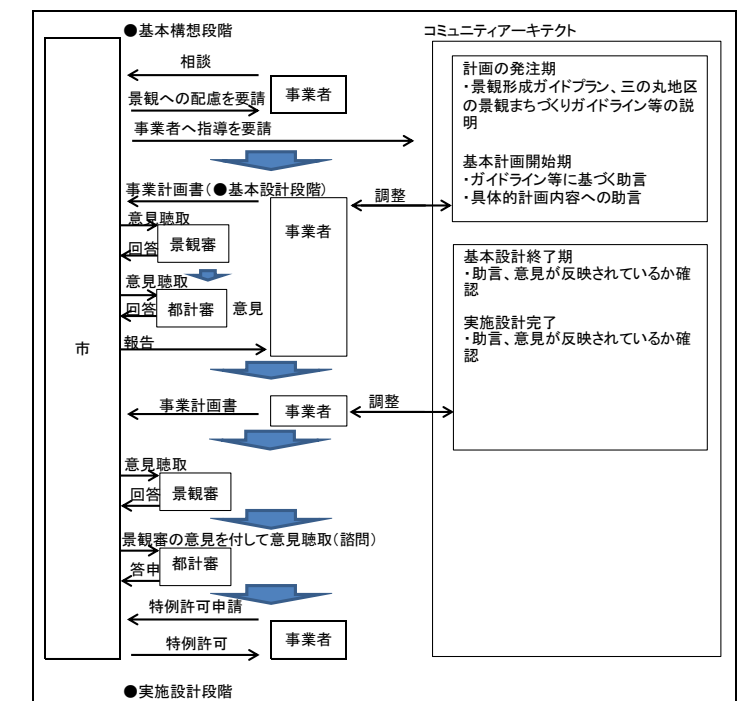 ●基本構想段階
コミュニティアーキテクト
相談
事業者
景観への配慮を要請
事業者へ指導を要請
計画の発注期
・景観形成ガイドプラン、三の丸地区
の景観まちづくりガイドライン等の説
明
基本計画開始期
・ガイドライン等に基づく助言
・具体的計画内容への助言
事業計画書(●基本設計段階)
調整
事業者
意見聴取
景観審
回答
意見聴取
都計審
意見
回答
報告
市
基本設計終了期
・助言、意見が反映されているか確
認
実施設計完了
・助言、意見が反映されているか確
認
事業計画書
事業者
調整
意見聴取
景観審
回答
景観審の意見を付して意見聴取(諮問)
都計審
答申
特例許可申請
事業者
特例許可
●実施設計段階